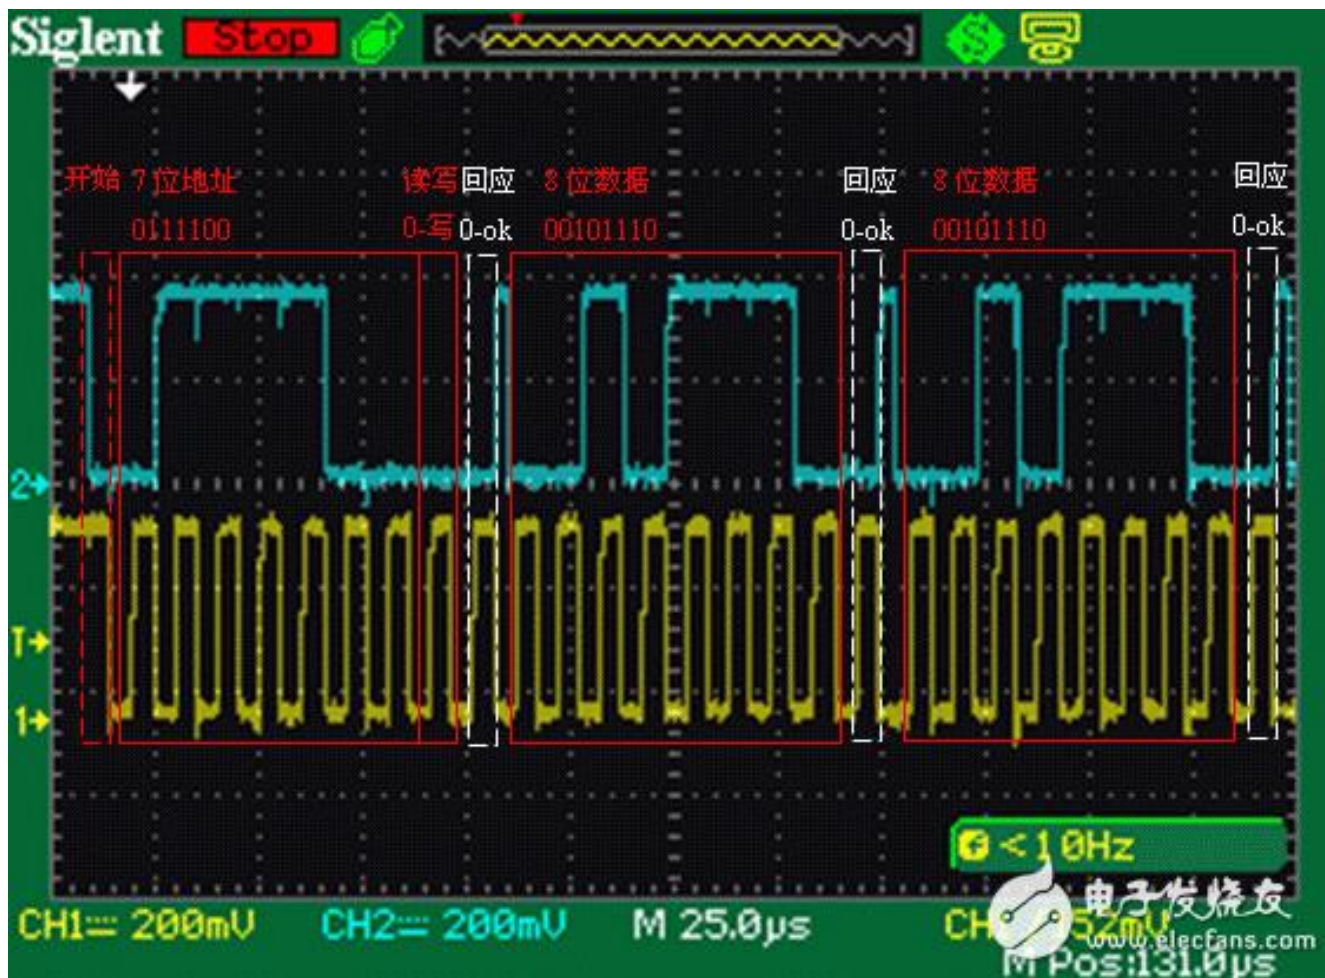 Siglent Stop
开始 7位地址 读写 回应 8位数据 回应 8位数据 回应
0111100 0-写 0-ok 00101110 0-ok 00101110 0-ok
2
T
1
<10Hz
CH1 200mV CH2 200mV M 25.0µs CH 52mV
电子发烧友
www.elecfans.com
M Pos:131.0µs